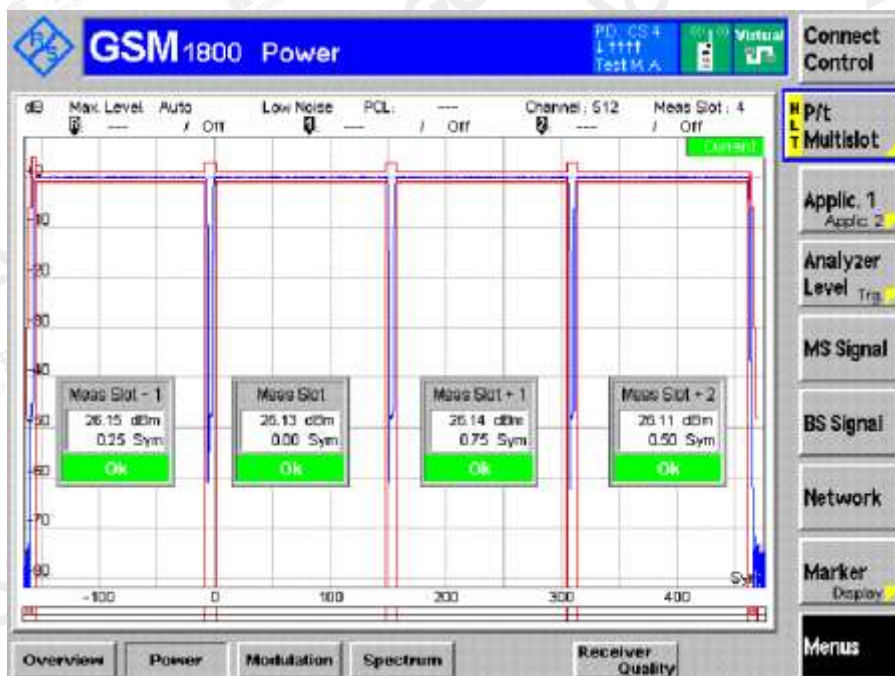 R/S
GSM 1800 Power
PD: CS 4
Test M. A.
Virtual
dB Max. Level Auto Low Noise PCL: --- Channel: 512 Meas Slot: 4
--- / Off 1 --- / Off 2 --- / Off
Current
-10
-20
-30
-40
-50
-60
-70
-80
Meas Slot - 1
26.15 dBm
0.25 Sym
Ok
Meas Slot
26.13 dBm
0.00 Sym
Ok
Meas Slot + 1
26.14 dBm
0.75 Sym
Ok
Meas Slot + 2
26.11 dBm
0.50 Sym
Ok
Sym
-100 0 100 200 300 400
Overview Power Modulation Spectrum Receiver Quality
Connect Control
H L T
P/t Multislot
Applic. 1
Applic. 2
Analyzer Level Trg.
MS Signal
BS Signal
Network
Marker
Display
Menus